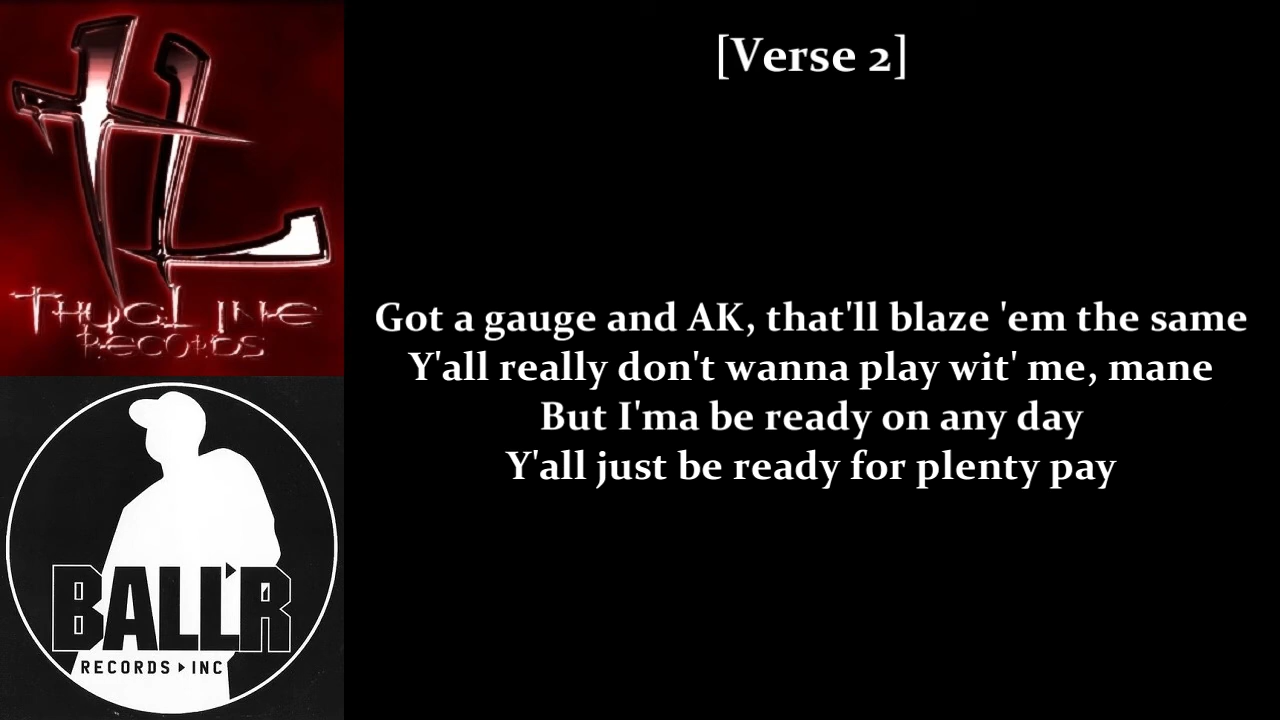 ThugLine
Records
BALL'R
RECORDS INC
[Verse 2]
Got a gauge and AK, that'll blaze 'em the same
Y'all really don't wanna play wit' me, mane
But I'ma be ready on any day
Y'all just be ready for plenty pay